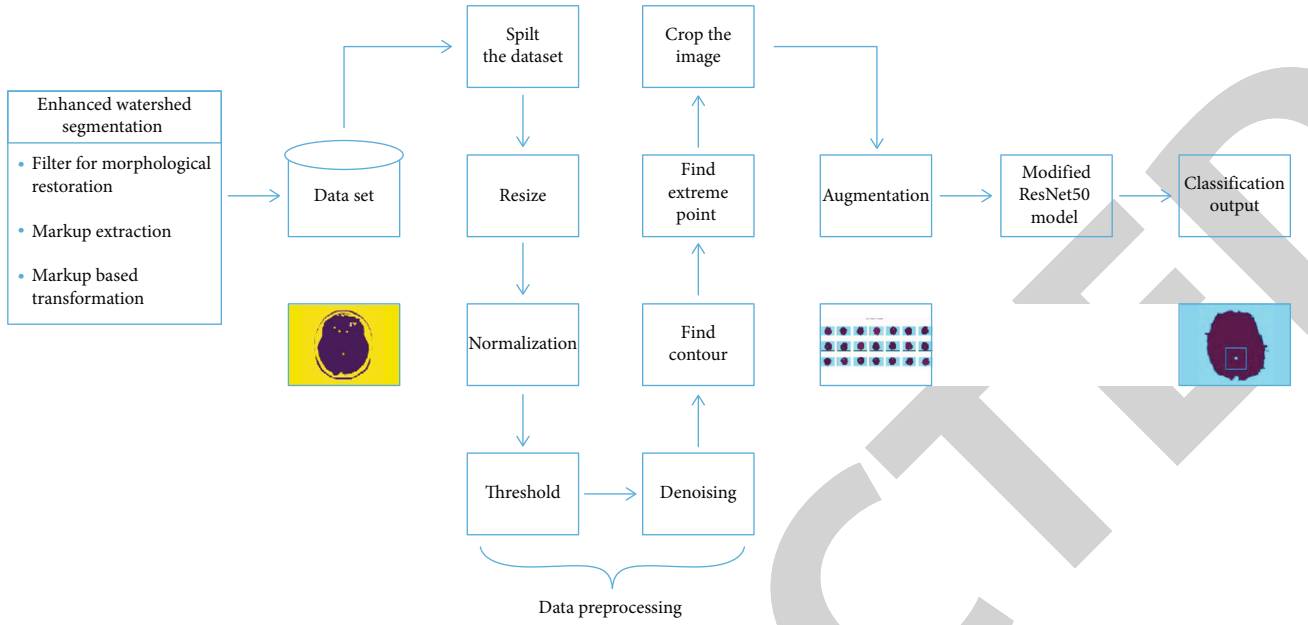 Enhanced watershed
segmentation
• Filter for morphological
restoration
• Markup extraction
• Markup based
transformation
Data set
Spilt
the dataset
Resize
Normalization
Threshold
Denoising
Find
contour
Find
extreme
point
Crop the
image
Augmentation
Modified
ResNet50
model
Classification
output
Data preprocessing
CTED